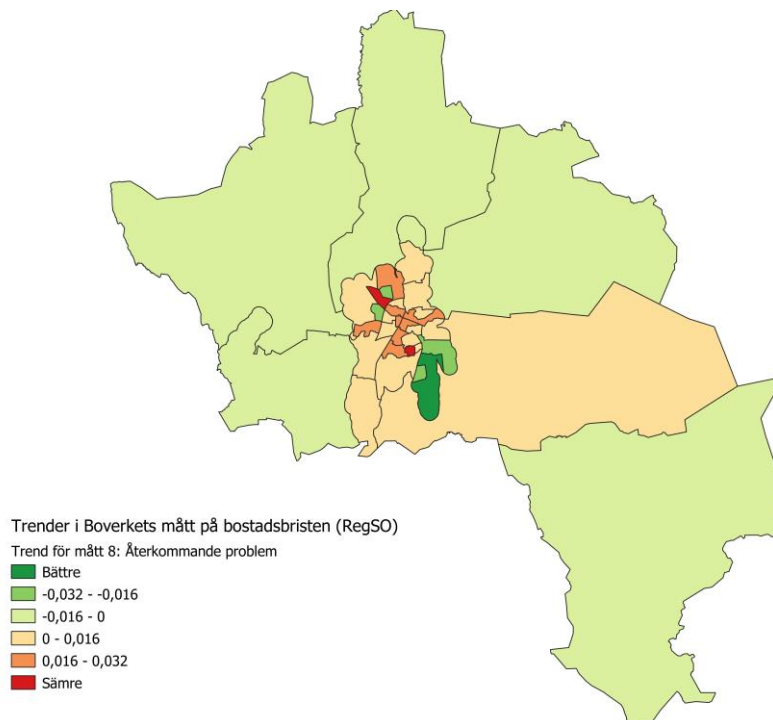 Trender i Boverkets mått på bostadsbristen (RegSO)
Trend för mått 8: Återkommande problem
Bättre
-0,032 - -0,016
-0,016 - 0
0 - 0,016
0,016 - 0,032
Sämre